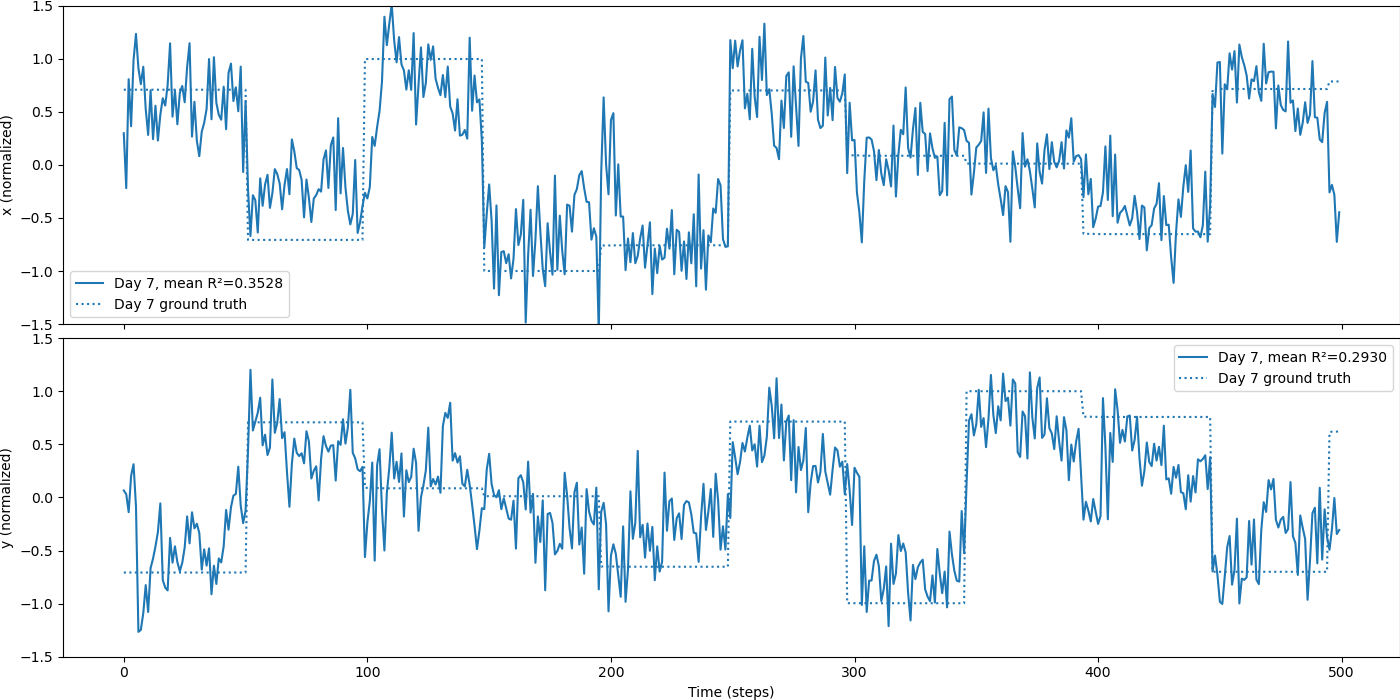 1.5
1.0
0.5
0.0
−0.5
−1.0
−1.5
x (normalized)
Day 7, mean R²=0.3528
Day 7 ground truth
1.5
1.0
0.5
0.0
−0.5
−1.0
−1.5
y (normalized)
Day 7, mean R²=0.2930
Day 7 ground truth
0 100 200 300 400 500
Time (steps)